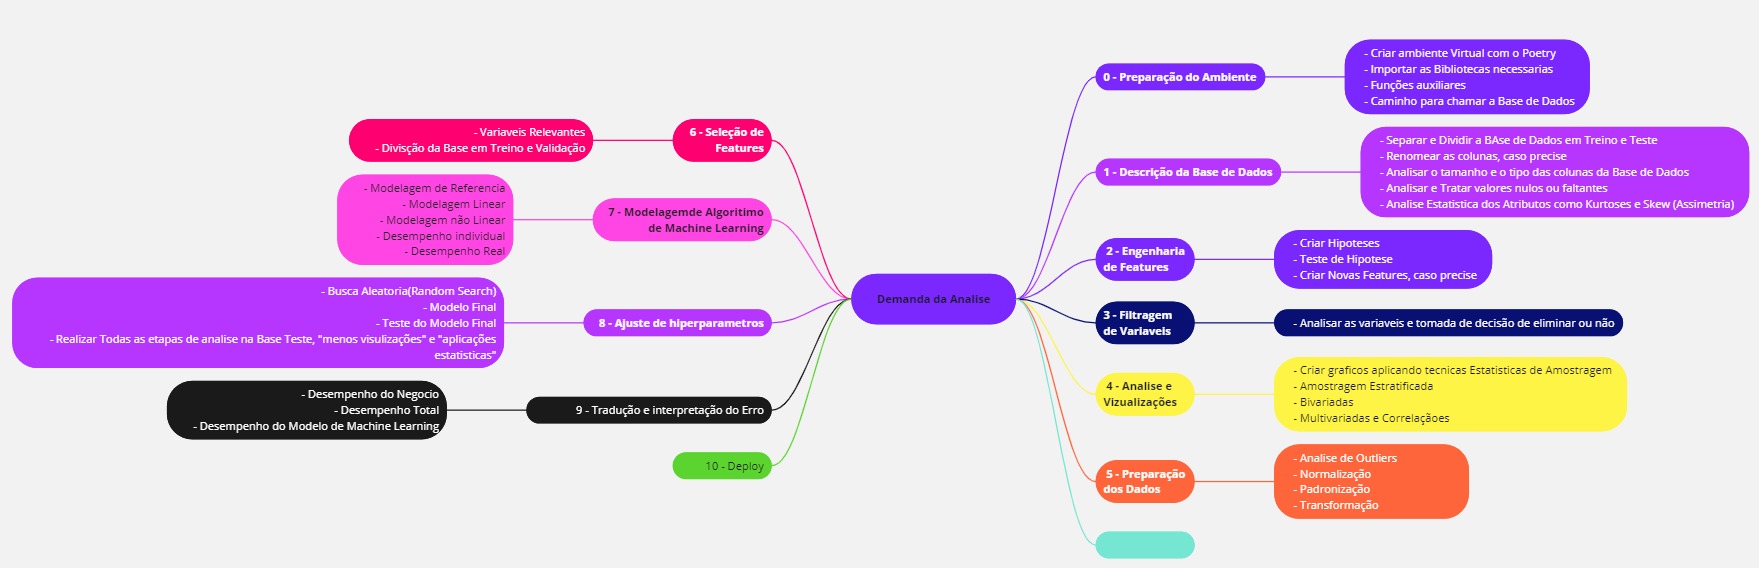 Demanda da Analise
0 - Preparação do Ambiente
- Criar ambiente Virtual com o Poetry
- Importar as Bibliotecas necessarias
- Funções auxiliares
- Caminho para chamar a Base de Dados
1 - Descrição da Base de Dados
- Separar e Dividir a BAse de Dados em Treino e Teste
- Renomear as colunas, caso precise
- Analisar o tamanho e o tipo das colunas da Base de Dados
- Analisar e Tratar valores nulos ou faltantes
- Analise Estatistica dos Atributos como Kurtoses e Skew (Assimetria)
2 - Engenharia
de Features
- Criar Hipoteses
- Teste de Hipotese
- Criar Novas Features, caso precise
3 - Filtragem
de Variaveis
- Analisar as variaveis e tomada de decisão de eliminar ou não
4 - Analise e
Vizualizações
- Criar graficos aplicando tecnicas Estatisticas de Amostragem
- Amostragem Estratificada
- Bivariadas
- Multivariadas e Correlaçãoes
5 - Preparação
dos Dados
- Analise de Outliers
- Normalização
- Padronização
- Transformação
6 - Seleção de
Features
- Variaveis Relevantes
- Divisção da Base em Treino e Validação
7 - Modelagemde Algoritimo
de Machine Learning
- Modelagem de Referencia
- Modelagem Linear
- Modelagem não Linear
- Desempenho individual
- Desempenho Real
8 - Ajuste de hiperparametros
- Busca Aleatoria(Random Search)
- Modelo Final
- Teste do Modelo Final
- Realizar Todas as etapas de analise na Base Teste, "menos visulizações" e "aplicações
estatisticas"
9 - Tradução e interpretação do Erro
- Desempenho do Negocio
- Desempenho Total
- Desempenho do Modelo de Machine Learning
10 - Deploy